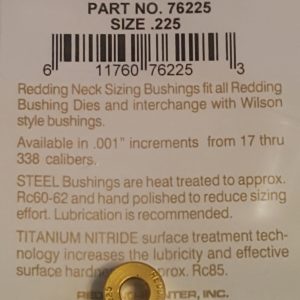 PART NO. 76225
SIZE .225
6 11760 76225 3
Redding Neck Sizing Bushings fit all Redding
Bushing Dies and interchange with Wilson
style bushings.
Available in .001" increments from 17 thru
338 calibers.
STEEL Bushings are heat treated to approx.
Rc60-62 and hand polished to reduce sizing
effort. Lubrication is recommended.
TITANIUM NITRIDE surface treatment tech-
nology increases the lubricity and effective
surface approx. Rc85.
INC.